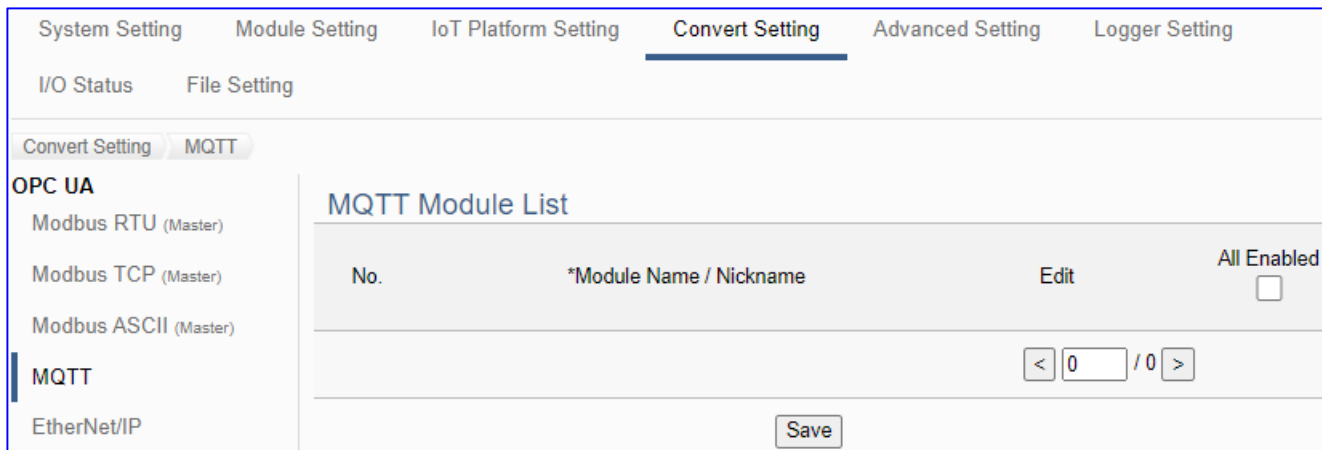 System Setting Module Setting IoT Platform Setting Convert Setting Advanced Setting Logger Setting
I/O Status File Setting
Convert Setting MQTT
OPC UA
Modbus RTU (Master)
Modbus TCP (Master)
Modbus ASCII (Master)
MQTT
EtherNet/IP
MQTT Module List
No. *Module Name / Nickname Edit All Enabled
< 0 / 0 >
Save